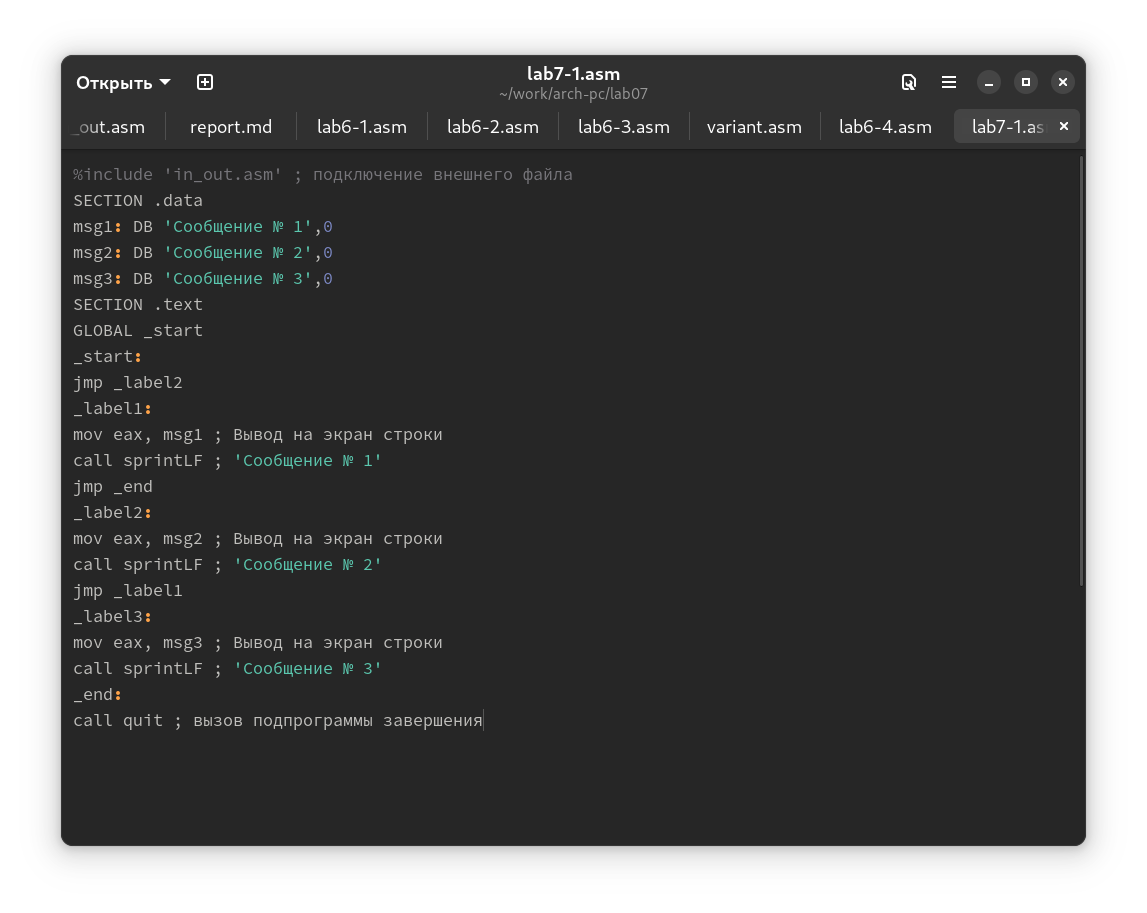 Открыть
lab7-1.asm
~/work/arch-pc/lab07
_out.asm report.md lab6-1.asm lab6-2.asm lab6-3.asm variant.asm lab6-4.asm lab7-1.as
%include 'in_out.asm' ; подключение внешнего файла
SECTION .data
msg1: DB 'Сообщение № 1',0
msg2: DB 'Сообщение № 2',0
msg3: DB 'Сообщение № 3',0
SECTION .text
GLOBAL _start
_start:
jmp _label2
_label1:
mov eax, msg1 ; Вывод на экран строки
call sprintLF ; 'Сообщение № 1'
jmp _end
_label2:
mov eax, msg2 ; Вывод на экран строки
call sprintLF ; 'Сообщение № 2'
jmp _label1
_label3:
mov eax, msg3 ; Вывод на экран строки
call sprintLF ; 'Сообщение № 3'
_end:
call quit ; вызов подпрограммы завершения